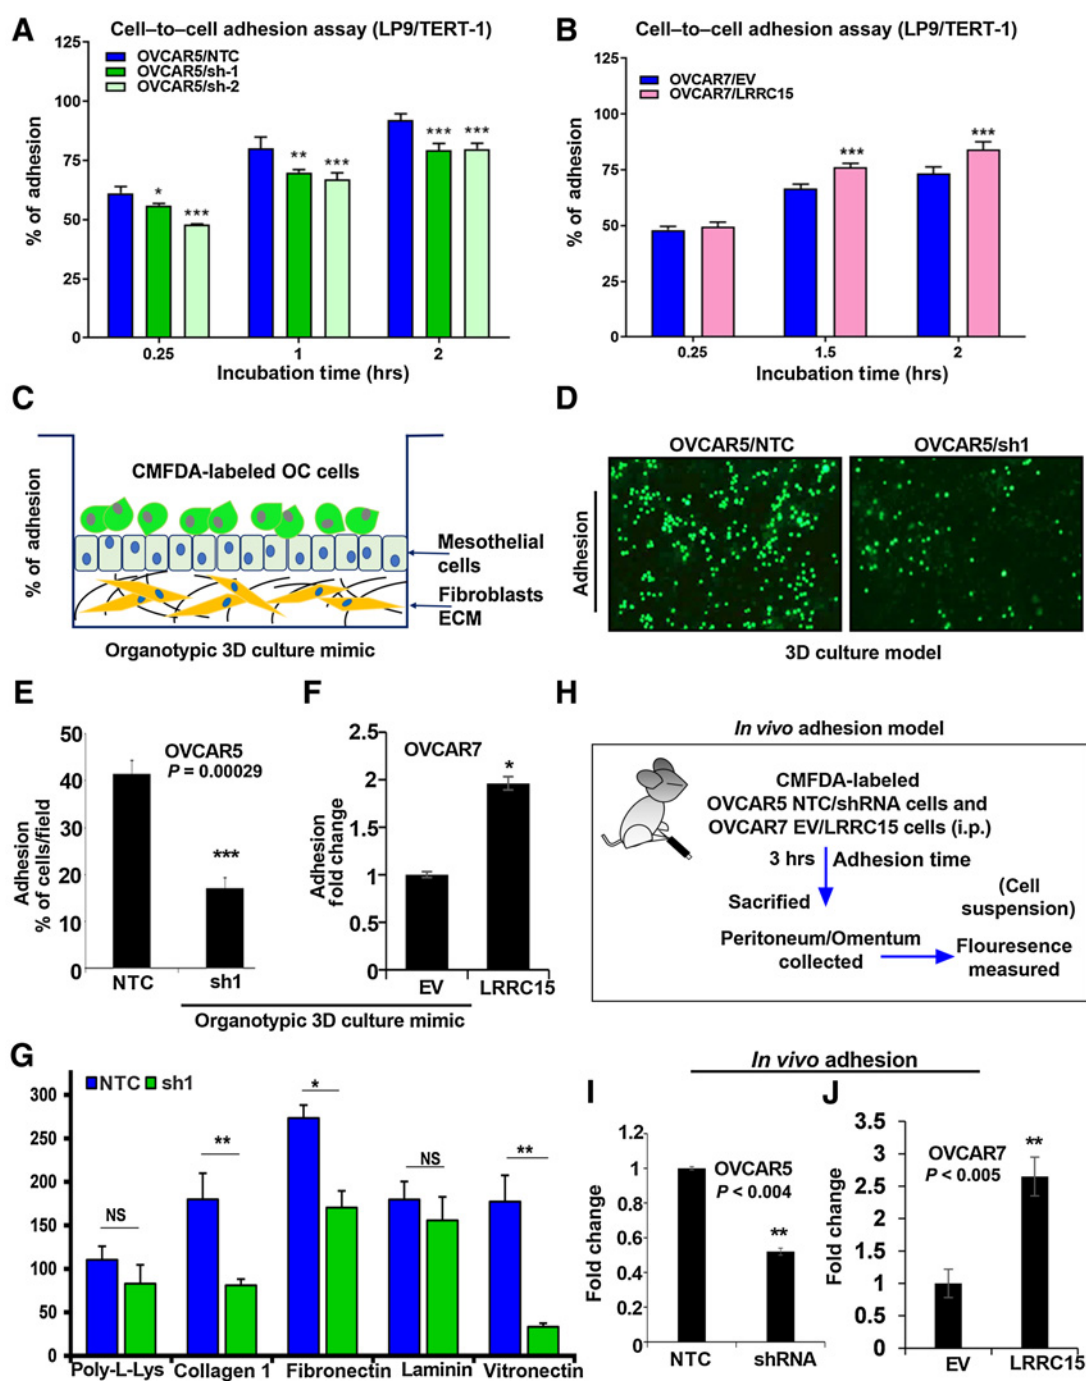 A
Cell–to–cell adhesion assay (LP9/TERT-1)
125
100
75
50
25
0
% of adhesion
OVCAR5/NTC
OVCAR5/sh-1
OVCAR5/sh-2
*
***
**
***
***
***
0.25
1
2
Incubation time (hrs)
B
Cell–to–cell adhesion assay (LP9/TERT-1)
125
100
75
50
25
0
% of adhesion
OVCAR7/EV
OVCAR7/LRRC15
***
***
0.25
1.5
2
Incubation time (hrs)
C
% of adhesion
CMFDA-labeled OC cells
Mesothelial
cells
Fibroblasts
ECM
Organotypic 3D culture mimic
D
OVCAR5/NTC
OVCAR5/sh1
Adhesion
3D culture model
E
50
40
30
20
10
0
Adhesion
% of cells/field
OVCAR5
P = 0.00029
***
NTC
sh1
F
2.5
2
1.5
1
0.5
0
Adhesion
fold change
OVCAR7
*
EV
LRRC15
Organotypic 3D culture mimic
H
In vivo adhesion model
CMFDA-labeled
OVCAR5 NTC/shRNA cells and
OVCAR7 EV/LRRC15 cells (i.p.)
3 hrs
Adhesion time
Sacrified
(Cell
suspension)
Peritoneum/Omentum
collected
Flouresence
measured
G
NTC
sh1
300
250
200
150
100
50
0
NS
**
*
NS
**
Poly-L-Lys
Collagen 1
Fibronectin
Laminin
Vitronectin
In vivo adhesion
I
1.2
1
0.8
0.6
0.4
0.2
0
Fold change
OVCAR5
P < 0.004
**
NTC
shRNA
J
3.5
3
2.5
2
1.5
1
0.5
0
Fold change
OVCAR7
P < 0.005
**
EV
LRRC15